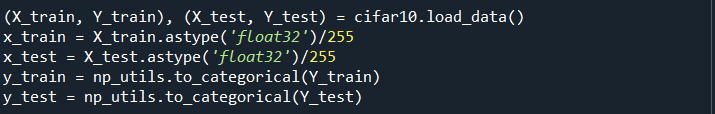 (X_train, Y_train), (X_test, Y_test) = cifar10.load_data()
x_train = X_train.astype('float32')/255
x_test = X_test.astype('float32')/255
y_train = np_utils.to_categorical(Y_train)
y_test = np_utils.to_categorical(Y_test)